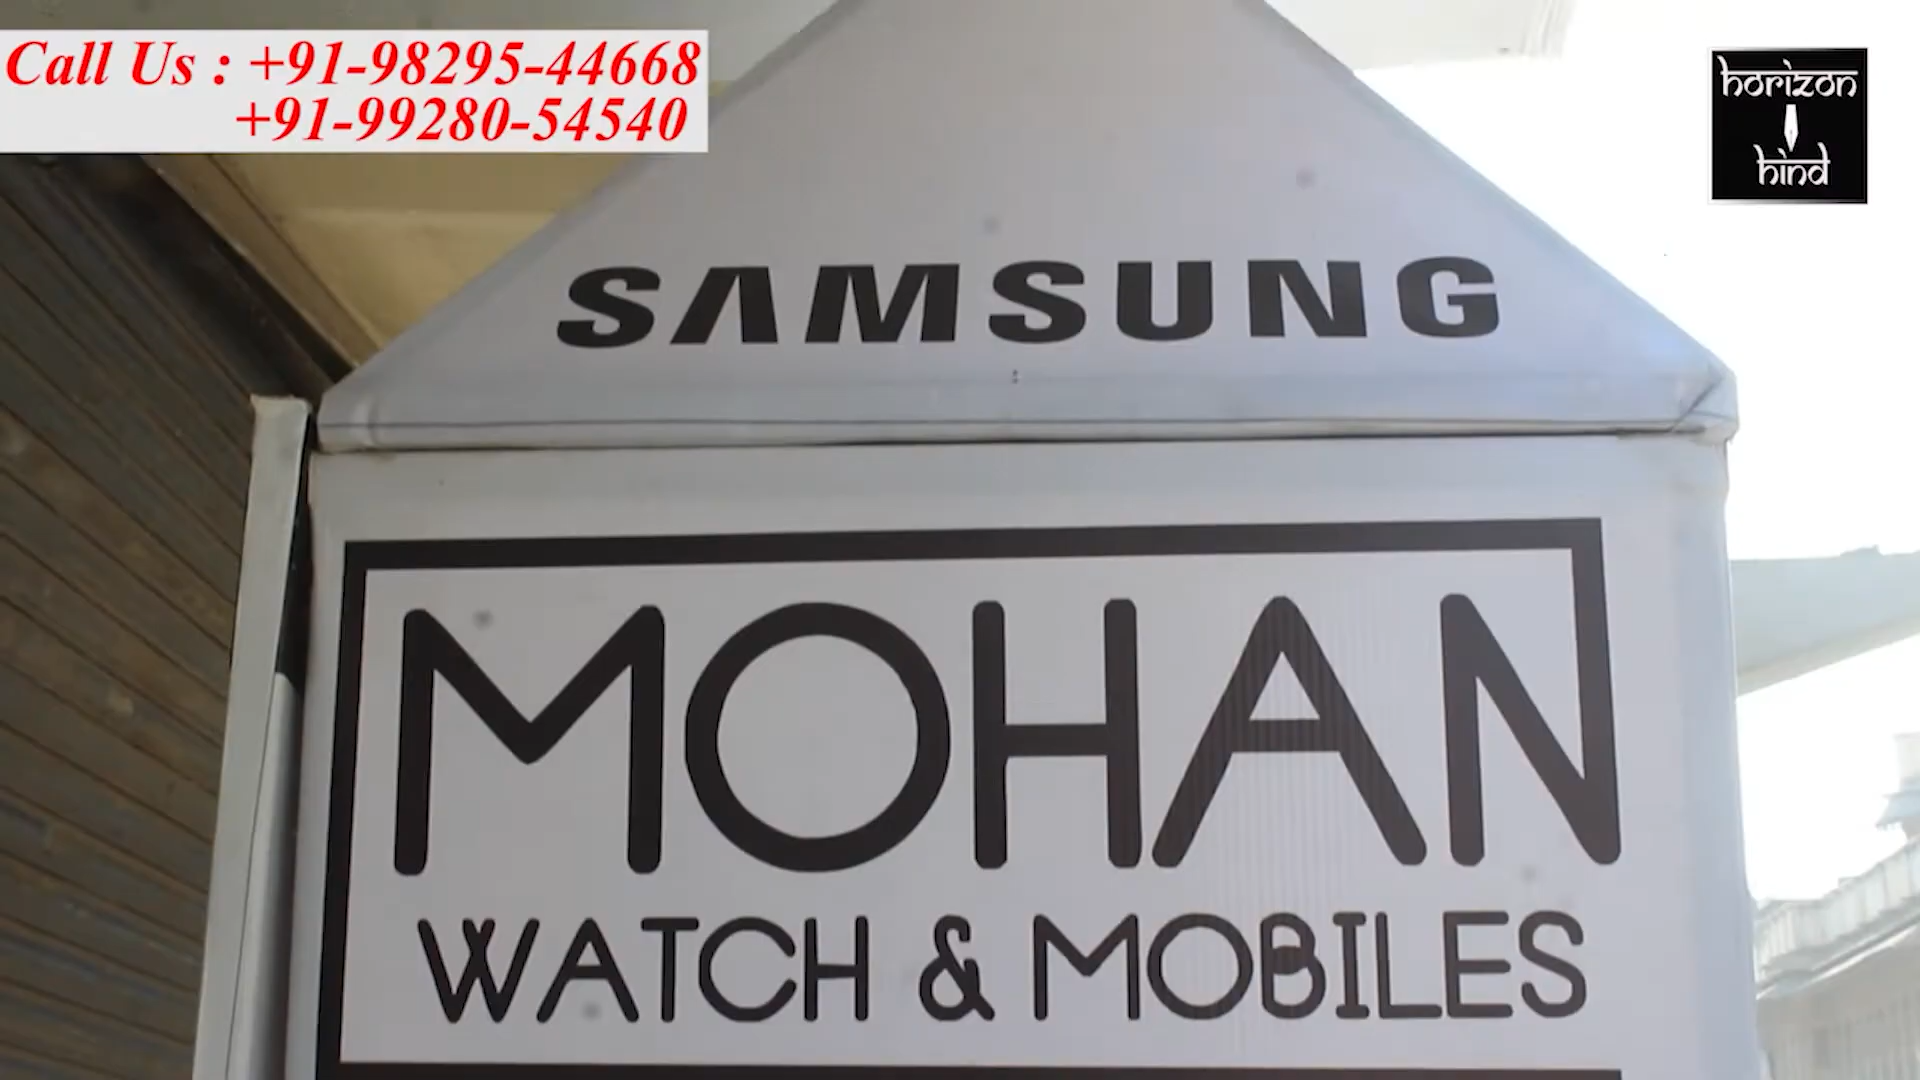 Call Us : +91-98295-44668
+91-99280-54540
horizon
hind
SAMSUNG
MOHAN
WATCH & MOBILES